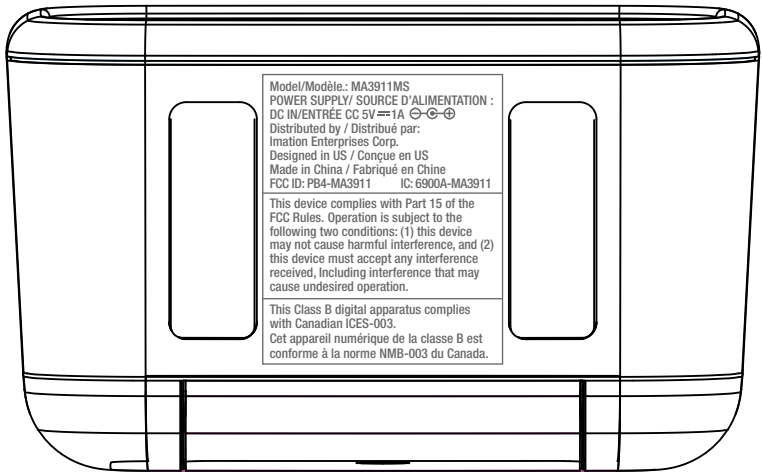 Model/Modèle.: MA3911MS
POWER SUPPLY/ SOURCE D'ALIMENTATION :
DC IN/ENTRÉE CC 5V⎓1A
Distributed by / Distribué par:
Imation Enterprises Corp.
Designed in US / Conçue en US
Made in China / Fabriqué en Chine
FCC ID: PB4-MA3911 IC: 6900A-MA3911
This device complies with Part 15 of the
FCC Rules. Operation is subject to the
following two conditions: (1) this device
may not cause harmful interference, and (2)
this device must accept any interference
received, Including interference that may
cause undesired operation.
This Class B digital apparatus complies
with Canadian ICES-003.
Cet appareil numérique de la classe B est
conforme à la norme NMB-003 du Canada.